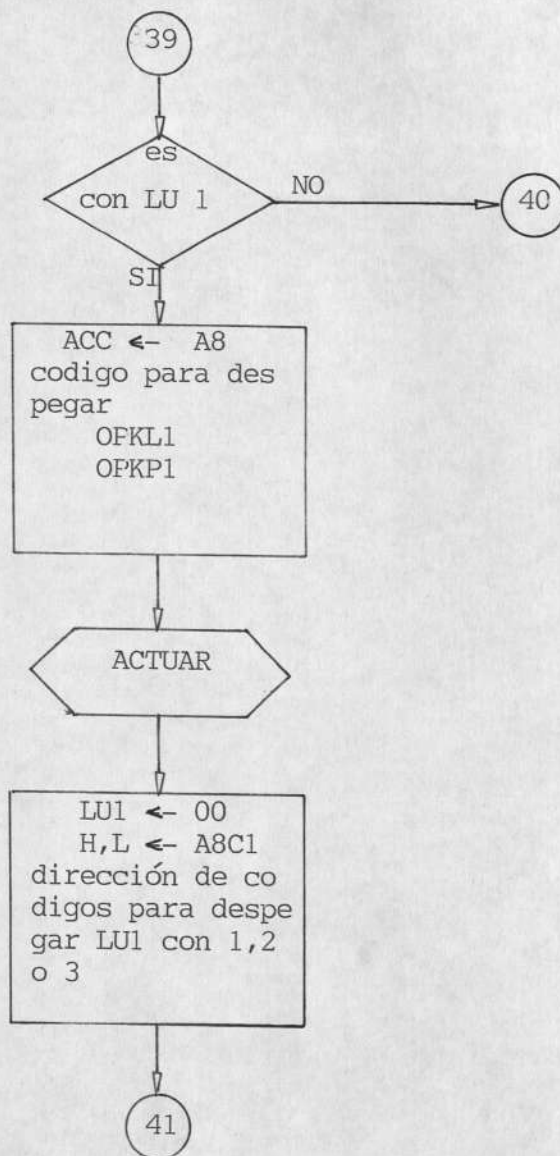 39
es
con LU 1
NO
40
SI
ACC <- A8
codigo para des
pegar
OFKL1
OPKP1
ACTUAR
LU1 <- 00
H,L <- A8C1
dirección de co
digos para despe
gar LU1 con 1,2
o 3
41